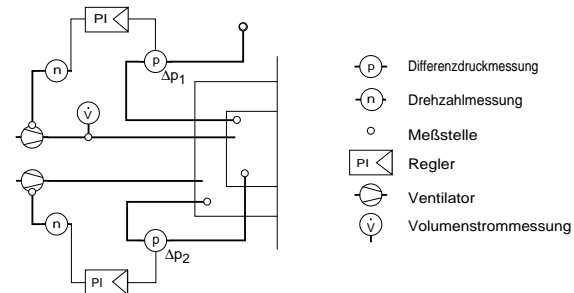 PI
n
p
Δp1
V̇
p
Δp2
n
PI
p Differenzdruckmessung
n Drehzahlmessung
Meßstelle
PI Regler
Ventilator
V̇ Volumenstrommessung